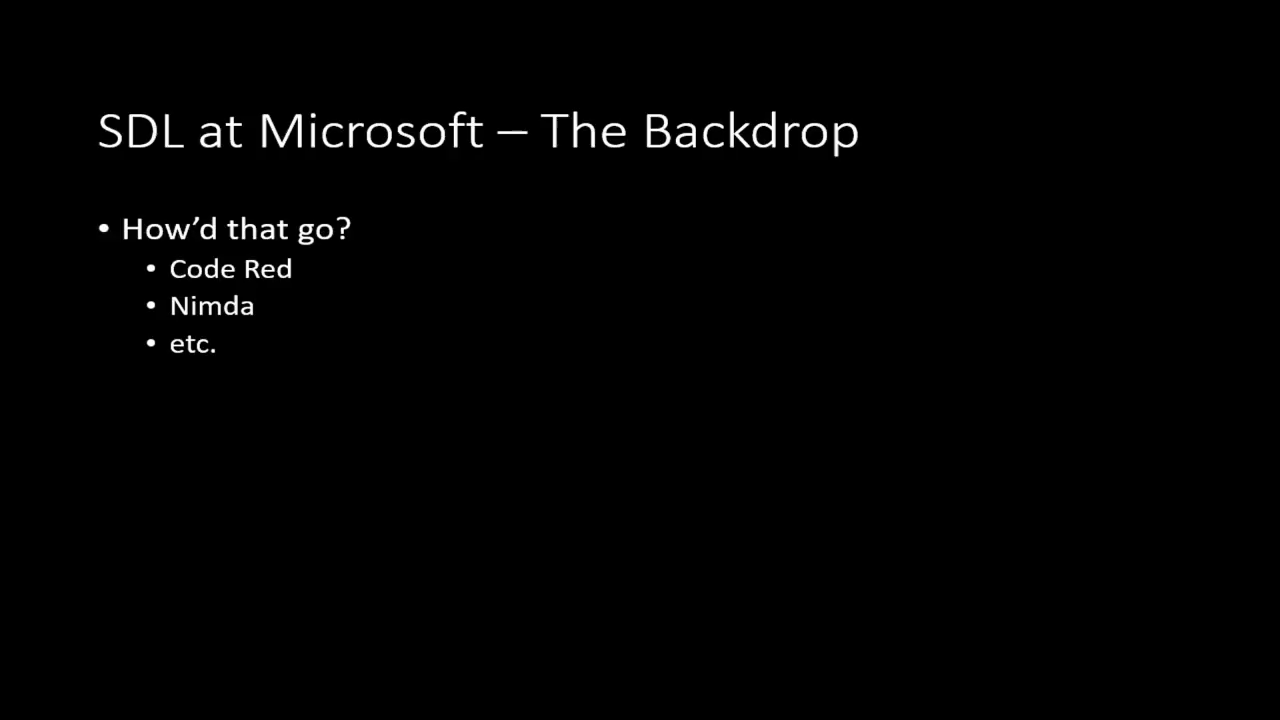 SDL at Microsoft – The Backdrop
• How’d that go?
• Code Red
• Nimda
• etc.